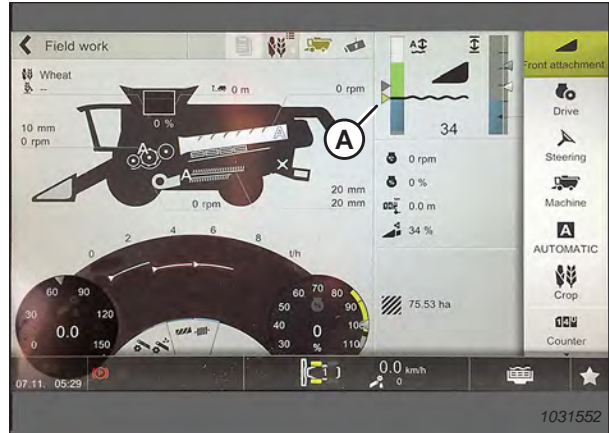 Field work
Wheat
--
1... 0 m
0 rpm
0 %
10 mm
0 rpm
A
A
A
20 mm
20 mm
0 rpm
0 2 4 6 8 t/h
0 30 60 90 120 150
0.0
30 40 50 60 70 80 90 100 110
0
%
A
34
A
0 rpm
0 %
0.0 m
34 %
75.53 ha
Front attachment
Drive
Steering
Machine
A
AUTOMATIC
Crop
Counter
07.11. 05:29
(P)
1
0.0 km/h
0
1031552